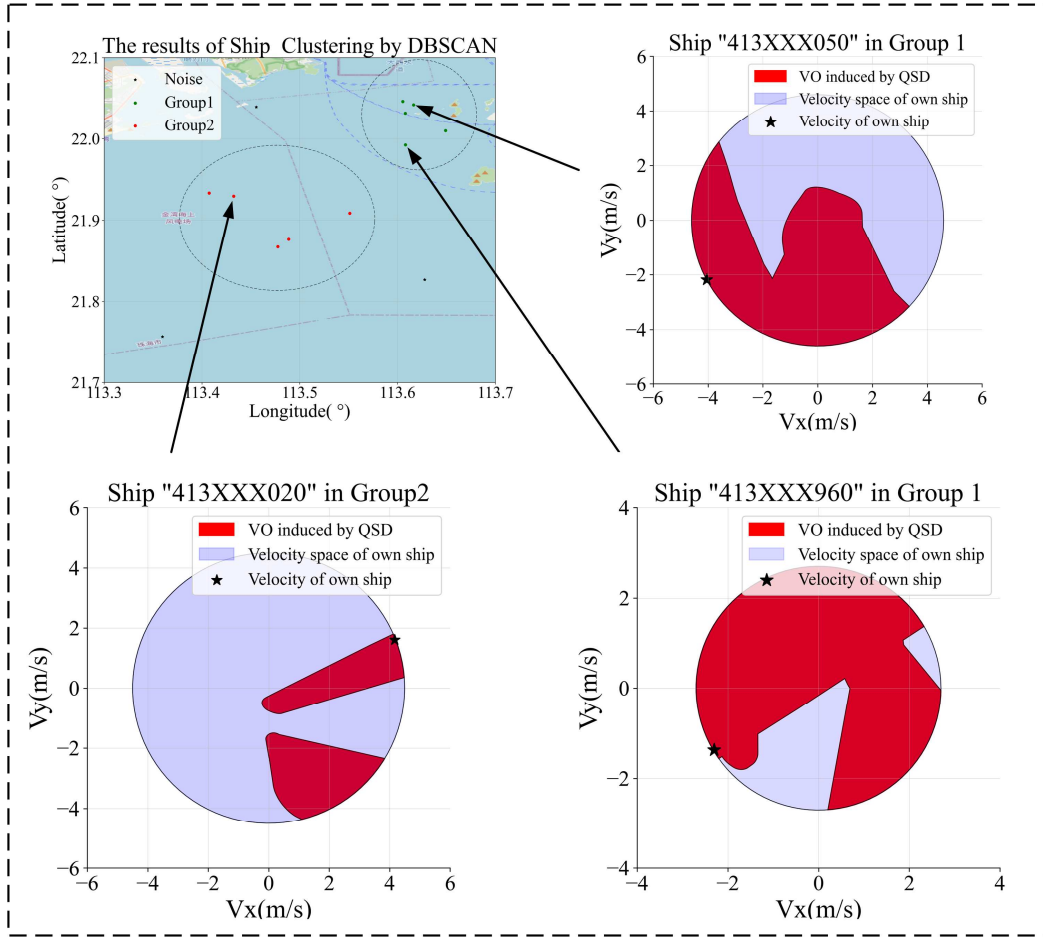 The results of Ship Clustering by DBSCAN
22.1
22.0
21.9
21.8
21.7
Latitude( °)
Noise
Group1
Group2
珠海市
113.3
113.4
113.5
113.6
113.7
Longitude( °)
Ship "413XXX050" in Group 1
6
4
2
0
−2
−4
−6
Vy(m/s)
VO induced by QSD
Velocity space of own ship
Velocity of own ship
−6
−4
−2
0
2
4
6
Vx(m/s)
Ship "413XXX020" in Group2
6
4
2
0
−2
−4
−6
Vy(m/s)
VO induced by QSD
Velocity space of own ship
Velocity of own ship
−6
−4
−2
0
2
4
6
Vx(m/s)
Ship "413XXX960" in Group 1
4
2
0
−2
−4
Vy(m/s)
VO induced by QSD
Velocity space of own ship
Velocity of own ship
−4
−2
0
2
4
Vx(m/s)